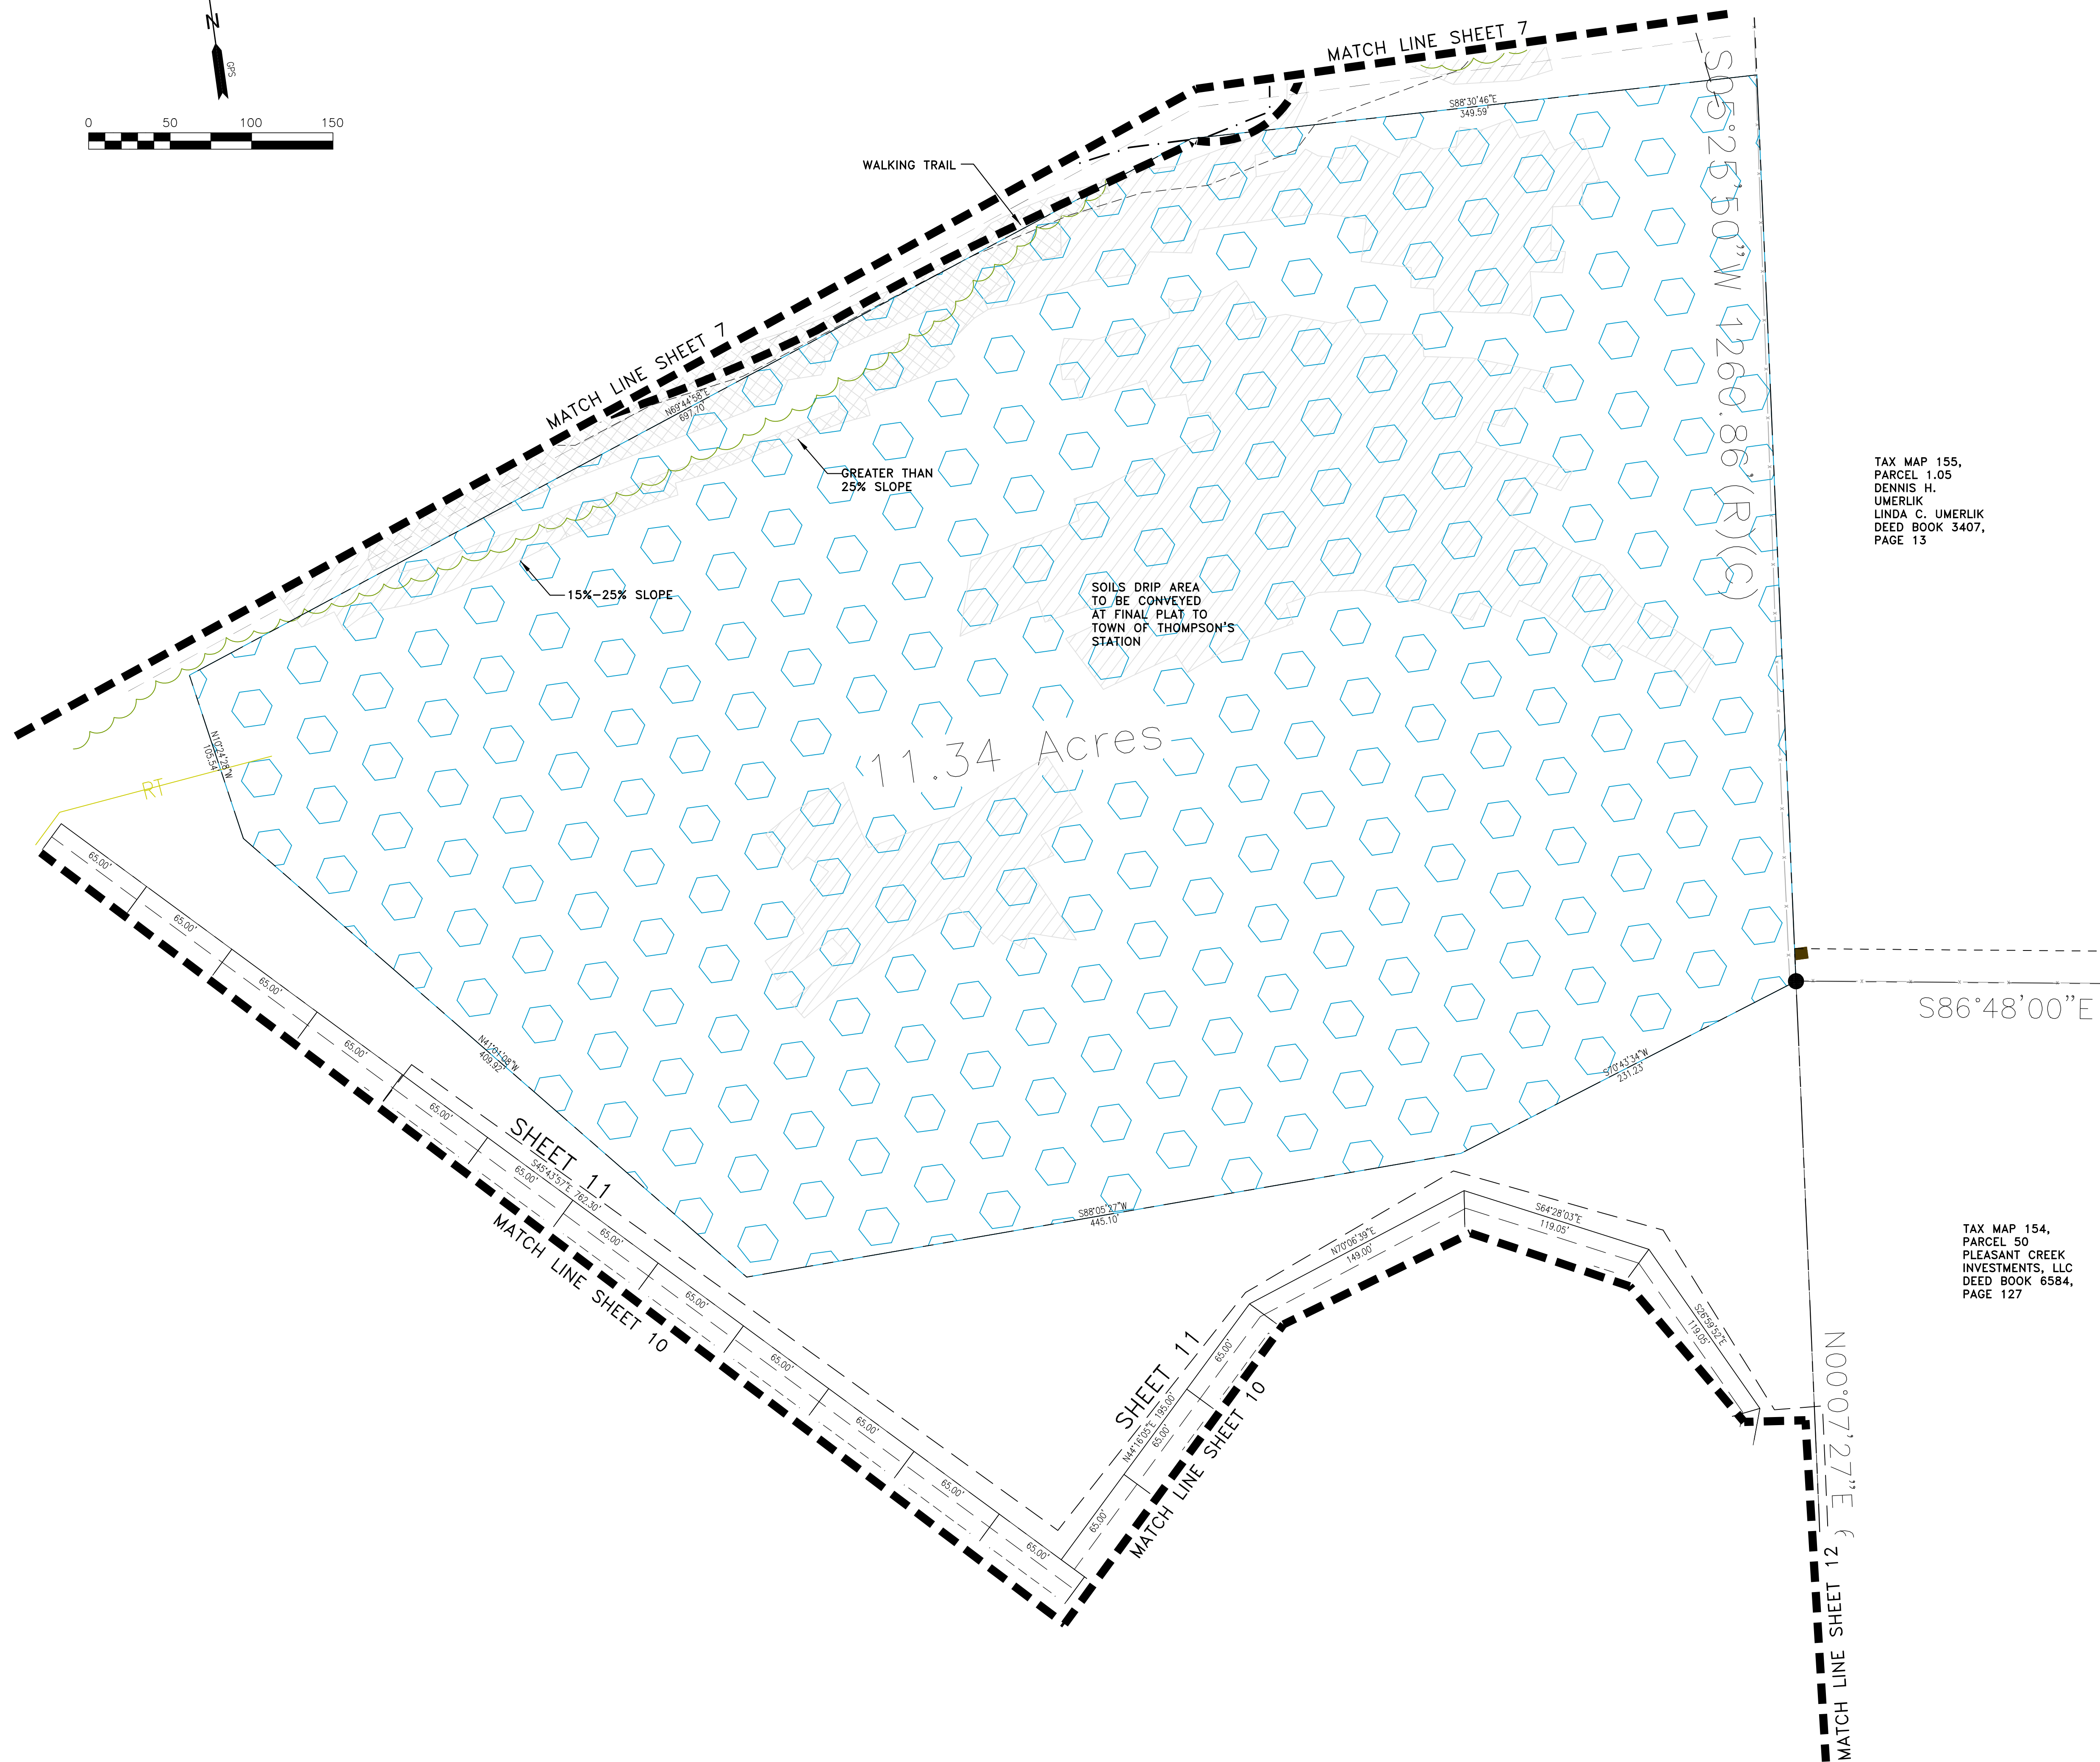 N
GPS
0 50 100 150
MATCH LINE SHEET 7
S88°30'46"E
349.59'
S05°25'50"W 1260.86' (R)(C)
WALKING TRAIL
MATCH LINE SHEET 7
N69°44'58"E
697.70'
GREATER THAN
25% SLOPE
15%-25% SLOPE
TAX MAP 155,
PARCEL 1.05
DENNIS H.
UMERLIK
LINDA C. UMERLIK
DEED BOOK 3407,
PAGE 13
SOILS DRIP AREA
TO BE CONVEYED
AT FINAL PLAT TO
TOWN OF THOMPSON'S
STATION
11.34 Acres
N10°24'28"W
105.54'
RT
65.00'
65.00'
65.00'
65.00'
65.00'
65.00'
65.00'
65.00'
65.00'
65.00'
65.00'
65.00'
N41°01'08"W
409.92'
SHEET 11
S45°43'57"E 762.30'
MATCH LINE SHEET 10
S86°48'00"E
S70°43'34"W
231.23'
S88°05'27"W
445.10'
SHEET 11
N44°16'05"E 195.00'
65.00'
65.00'
65.00'
MATCH LINE SHEET 10
N70°06'39"E
149.00'
S64°28'03"E
119.05'
S26°59'52"E
119.05'
TAX MAP 154,
PARCEL 50
PLEASANT CREEK
INVESTMENTS, LLC
DEED BOOK 6584,
PAGE 127
N00°07'27"E (
MATCH LINE SHEET 12